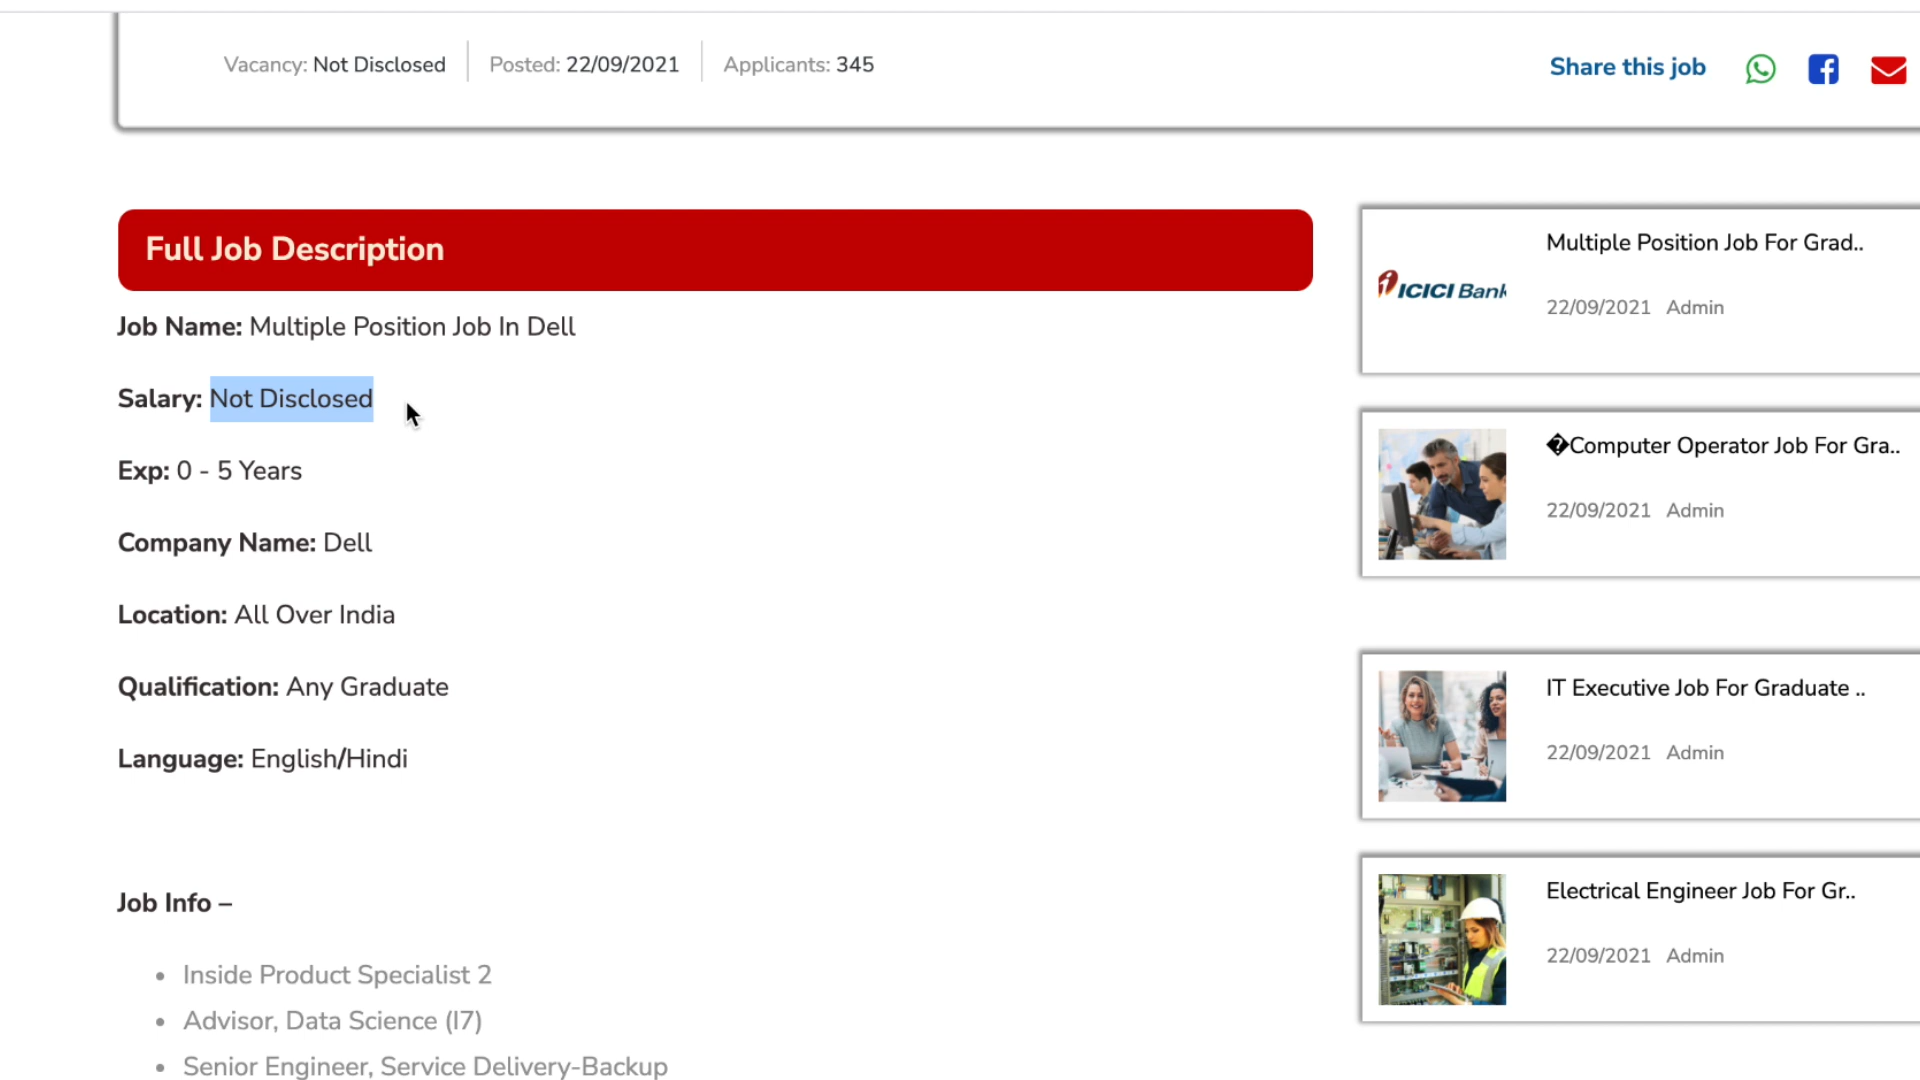 Vacancy: Not Disclosed
Posted: 22/09/2021
Applicants: 345
Share this job
Full Job Description
Job Name: Multiple Position Job In Dell
Salary: Not Disclosed
Exp: 0 - 5 Years
Company Name: Dell
Location: All Over India
Qualification: Any Graduate
Language: English/Hindi
Job Info –
• Inside Product Specialist 2
• Advisor, Data Science (I7)
• Senior Engineer, Service Delivery-Backup
ICICI Bank
Multiple Position Job For Grad..
22/09/2021 Admin
�Computer Operator Job For Gra..
22/09/2021 Admin
IT Executive Job For Graduate ..
22/09/2021 Admin
Electrical Engineer Job For Gr..
22/09/2021 Admin